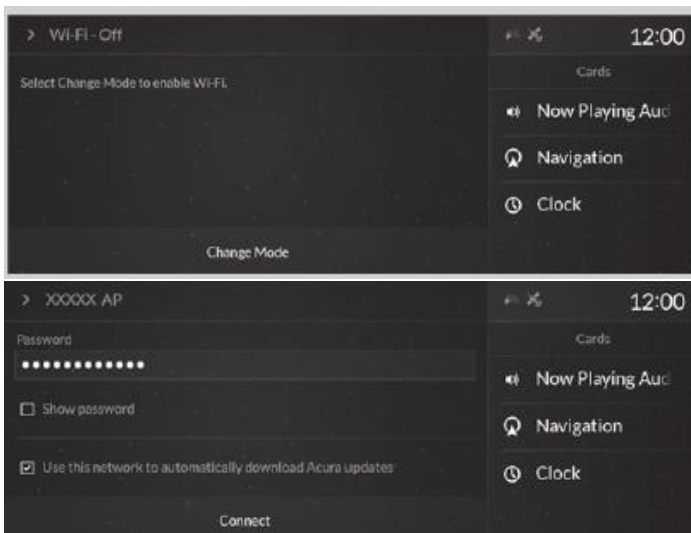 > Wi-Fi - Off
12:00
Select Change Mode to enable Wi-Fi.
Cards
Now Playing Aud
Navigation
Clock
Change Mode
> XXXXX AP
12:00
Password
Cards
••••••••••••
Now Playing Aud
Show password
Navigation
Use this network to automatically download Acura updates
Clock
Connect